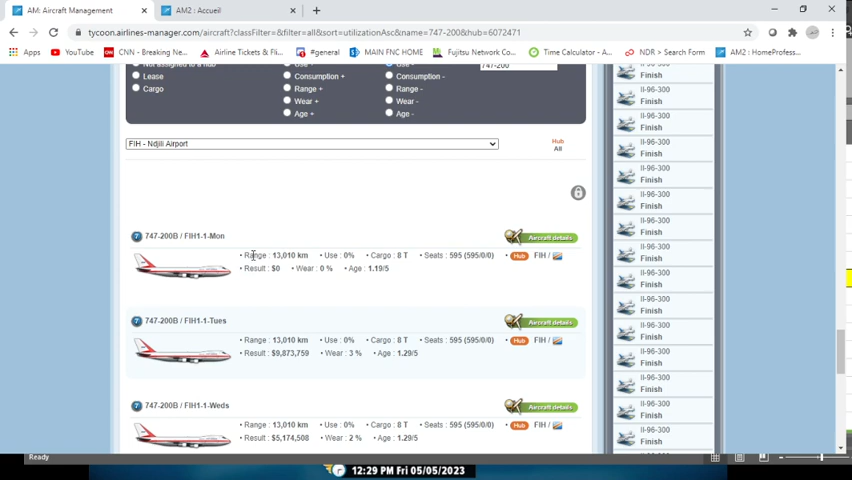 AM: Aircraft Management
AM2 : Accueil
tycoon.airlines-manager.com/aircraft?classFilter=&filter=all&sort=utilizationAsc&name=747-200&hub=6072471
Apps YouTube CNN - Breaking Ne... Airline Tickets & Fli... #general MAIN FNC HOME Fujitsu Network Co... Time Calculator - A... NDR > Search Form AM2 : HomeProfess...
Not assigned to a hub Use + Use - 747-200
Lease Consumption + Consumption -
Cargo Range + Range -
Wear + Wear -
Age + Age -
FIH - Ndjili Airport
Hub
All
747-200B / FIH1-1-Mon
Aircraft details
• Range : 13,010 km • Use : 0% • Cargo : 8 T • Seats : 595 (595/0/0) • Hub FIH /
• Result : $0 • Wear : 0 % • Age : 1.19/5
747-200B / FIH1-1-Tues
Aircraft details
• Range : 13,010 km • Use : 0% • Cargo : 8 T • Seats : 595 (595/0/0) • Hub FIH /
• Result : $9,873,759 • Wear : 3 % • Age : 1.29/5
747-200B / FIH1-1-Weds
Aircraft details
• Range : 13,010 km • Use : 0% • Cargo : 8 T • Seats : 595 (595/0/0) • Hub FIH /
• Result : $5,174,508 • Wear : 2 % • Age : 1.29/5
Finish
Il-96-300
Finish
Il-96-300
Finish
Il-96-300
Finish
Il-96-300
Finish
Il-96-300
Finish
Il-96-300
Finish
Il-96-300
Finish
Il-96-300
Finish
Il-96-300
Finish
Il-96-300
Finish
Il-96-300
Finish
Il-96-300
Finish
Il-96-300
Finish
Il-96-300
Finish
Ready
12:29 PM Fri 05/05/2023